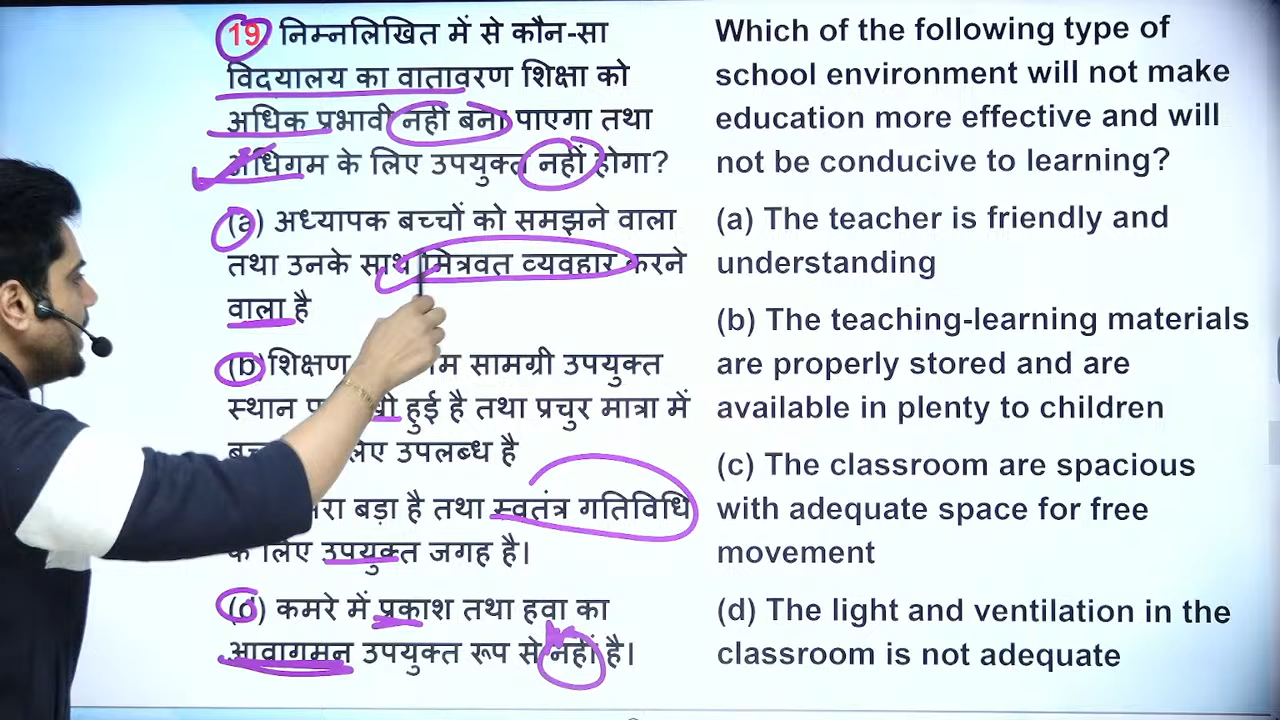 19. निम्नलिखित में से कौन-सा
विदयालय का वातावरण शिक्षा को
अधिक प्रभावी नहीं बना पाएगा तथा
अधिगम के लिए उपयुक्त नहीं होगा?
(a) अध्यापक बच्चों को समझने वाला
तथा उनके साथ मित्रवत व्यवहार करने
वाला है
(b) शिक्षण सामग्री उपयुक्त
स्थान हुई है तथा प्रचुर मात्रा में
उपलब्ध है
बड़ा है तथा स्वतंत्र गतिविधि
के लिए उपयुक्त जगह है।
(d) कमरे में प्रकाश तथा हवा का
आवागमन उपयुक्त रूप से नहीं है।
Which of the following type of
school environment will not make
education more effective and will
not be conducive to learning?
(a) The teacher is friendly and
understanding
(b) The teaching-learning materials
are properly stored and are
available in plenty to children
(c) The classroom are spacious
with adequate space for free
movement
(d) The light and ventilation in the
classroom is not adequate